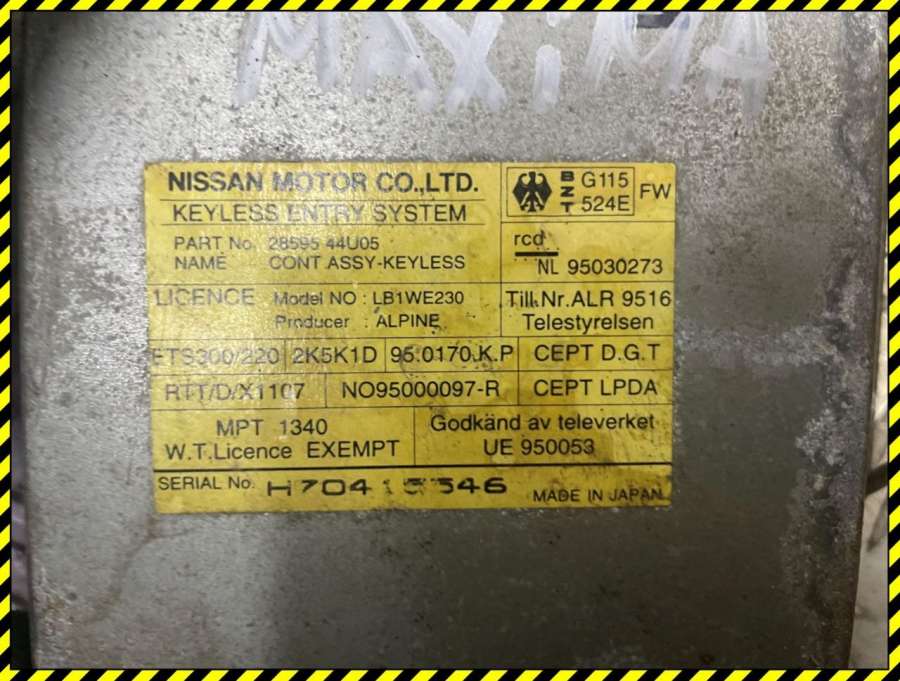 MAXiMA
NISSAN MOTOR CO.,LTD.
KEYLESS ENTRY SYSTEM
BZT G115 524E FW
PART No. 28595 44U05
NAME CONT ASSY-KEYLESS
rcd
NL 95030273
LICENCE Model NO : LB1WE230
Producer : ALPINE
Till.Nr.ALR 9516
Telestyrelsen
ETS300/220 2K5K1D 95.0170.K.P CEPT D.G.T
RTT/D/X1107 NO95000097-R CEPT LPDA
MPT 1340
W.T.Licence EXEMPT
Godkänd av televerket
UE 950053
SERIAL No.
MADE IN JAPAN